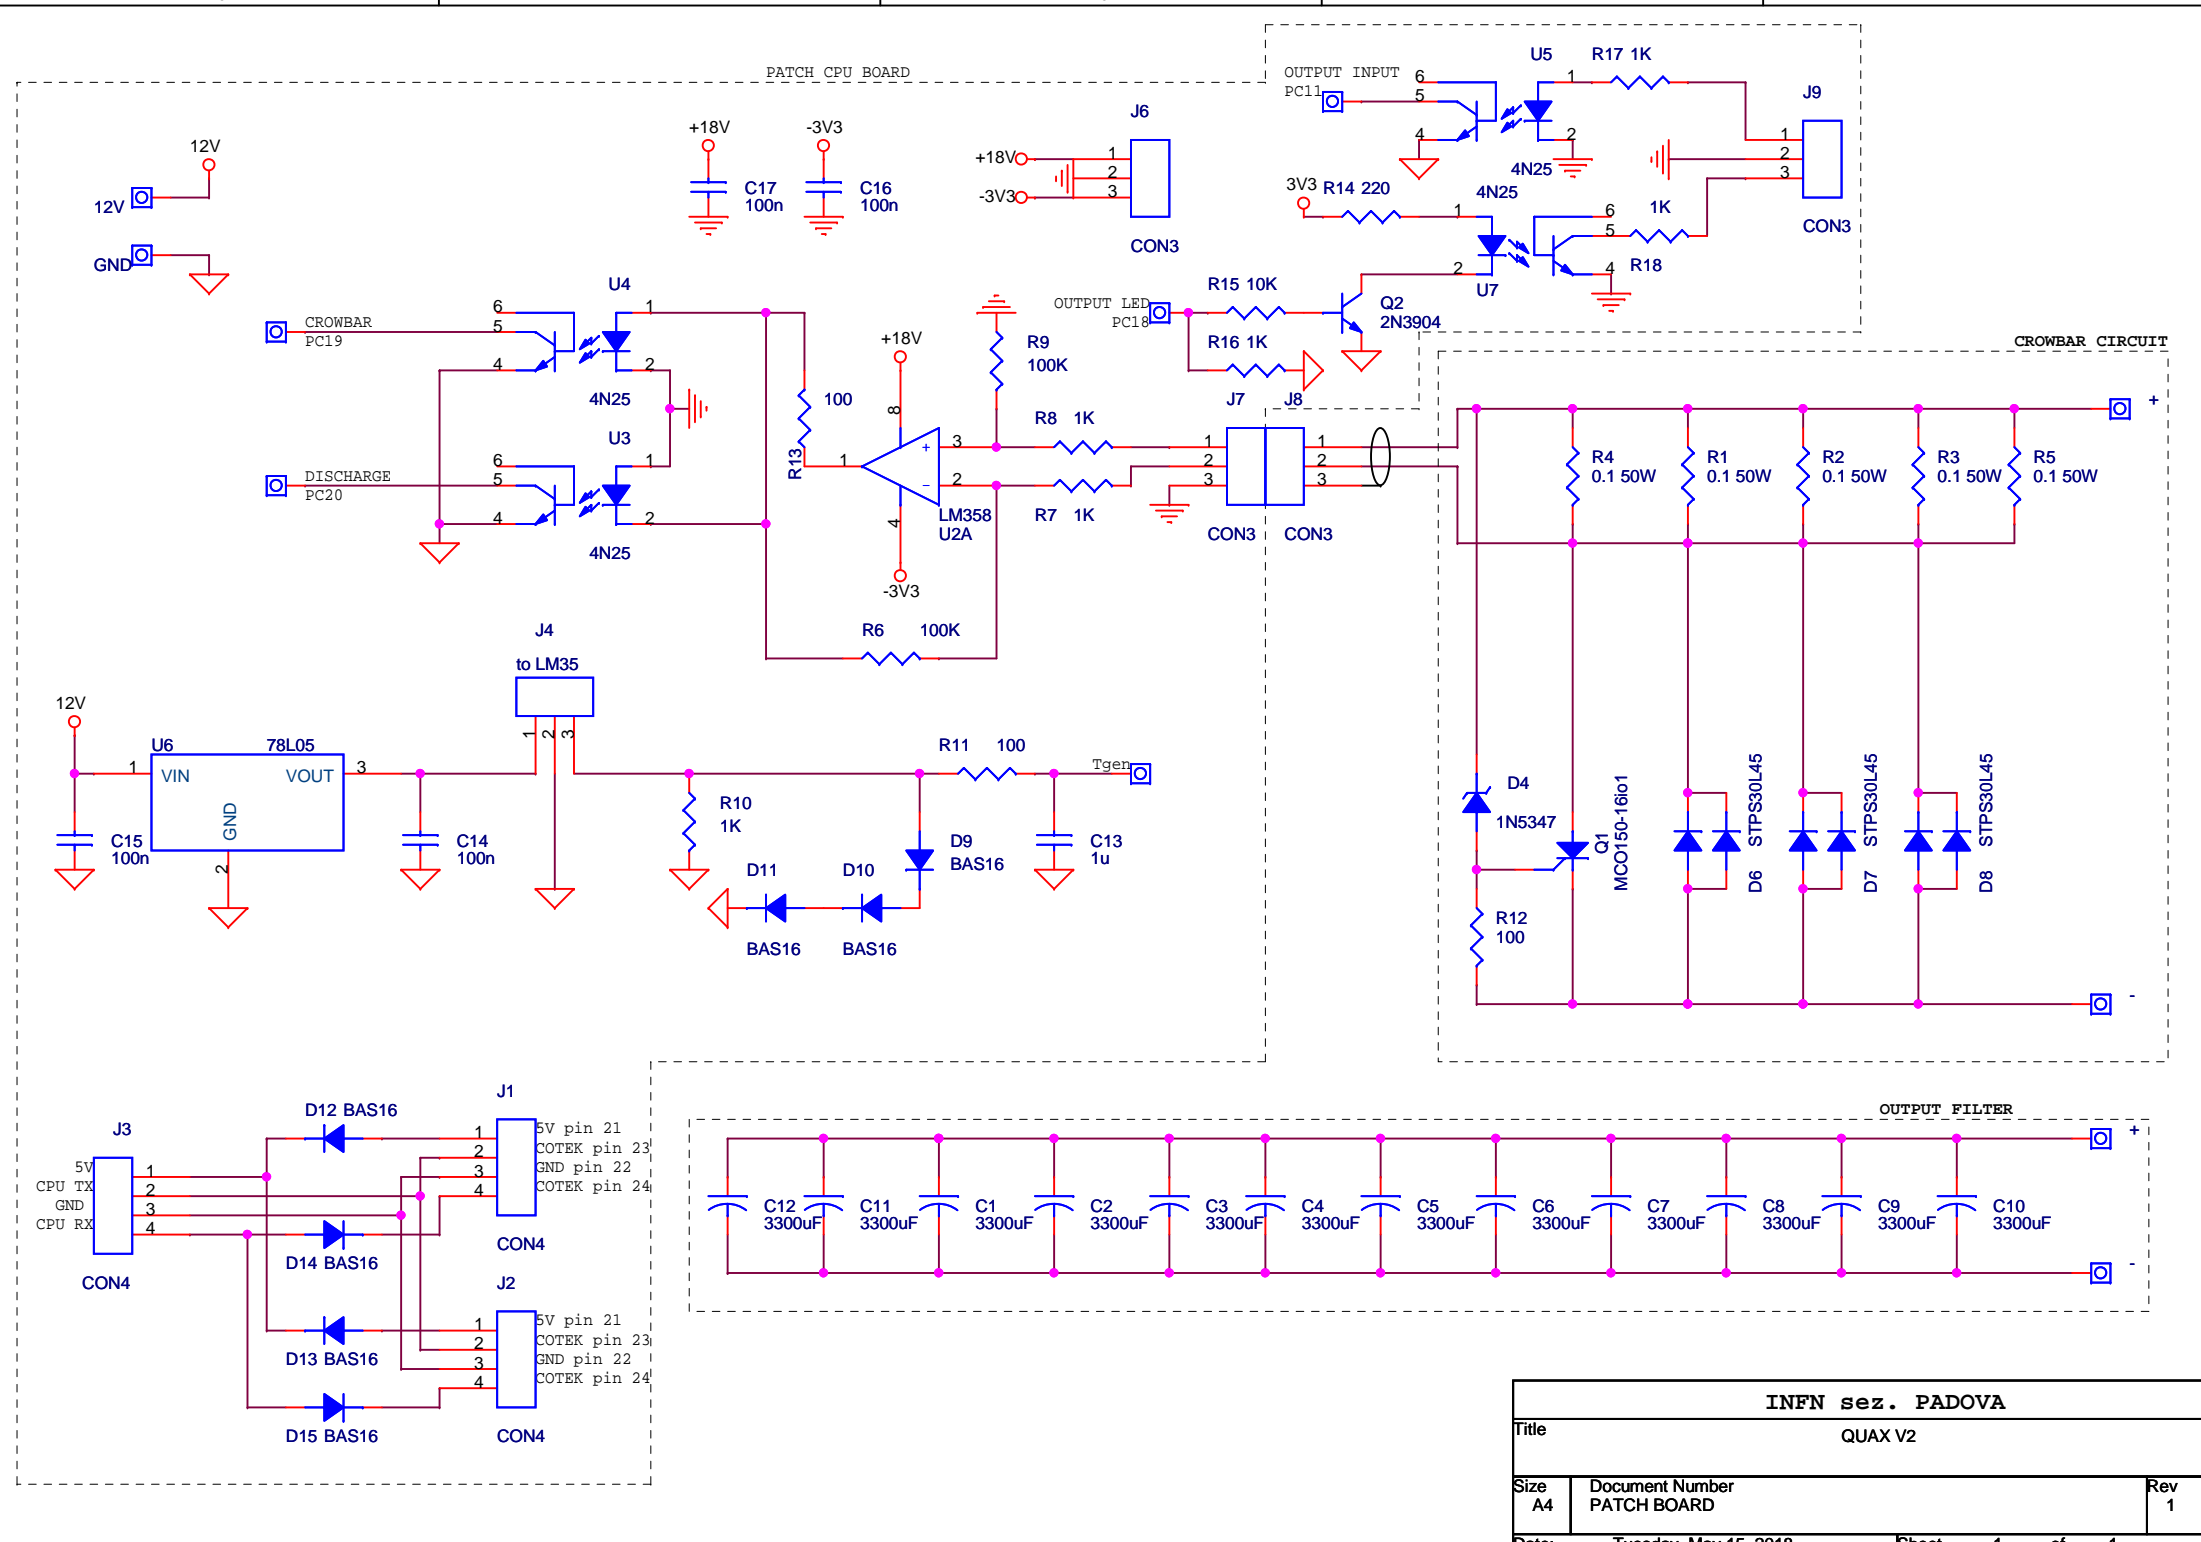 PATCH CPU BOARD
12V
12V
GND
+18V
C17
100n
-3V3
C16
100n
J6
+18V
-3V3
1
2
3
CON3
OUTPUT INPUT
PC11
6
5
4
U5
1
2
4N25
R17 1K
J9
1
2
3
CON3
3V3
R14 220
4N25
1
2
U7
6
5
4
1K
R18
OUTPUT LED
PC18
R15 10K
R16 1K
Q2
2N3904
CROWBAR
PC19
6
5
4
U4
1
2
4N25
DISCHARGE
PC20
6
5
4
U3
1
2
4N25
100
R13
+18V
8
1
3
2
4
+
-
LM358
U2A
-3V3
R9
100K
R8 1K
R7 1K
R6 100K
J7
J8
1
2
3
1
2
3
CON3
CON3
CROWBAR CIRCUIT
+
R4
0.1 50W
R1
0.1 50W
R2
0.1 50W
R3
0.1 50W
R5
0.1 50W
D4
1N5347
R12
100
Q1
MCO150-16io1
STPS30L45
D6
STPS30L45
D7
STPS30L45
D8
-
J4
to LM35
1
2
3
12V
U6
78L05
1
VIN
VOUT
3
GND
2
C15
100n
C14
100n
R10
1K
R11 100
Tgen
D9
BAS16
C13
1u
D11
BAS16
D10
BAS16
J3
5V
CPU TX
GND
CPU RX
1
2
3
4
CON4
D12 BAS16
D14 BAS16
D13 BAS16
D15 BAS16
J1
1
2
3
4
5V pin 21
COTEK pin 23
GND pin 22
COTEK pin 24
CON4
J2
1
2
3
4
5V pin 21
COTEK pin 23
GND pin 22
COTEK pin 24
CON4
OUTPUT FILTER
+
C12
3300uF
C11
3300uF
C1
3300uF
C2
3300uF
C3
3300uF
C4
3300uF
C5
3300uF
C6
3300uF
C7
3300uF
C8
3300uF
C9
3300uF
C10
3300uF
-
INFN sez. PADOVA
Title
QUAX V2
Size
A4
Document Number
PATCH BOARD
Rev
1
Date: Tuesday, May 15, 2018 Sheet 1 of 1